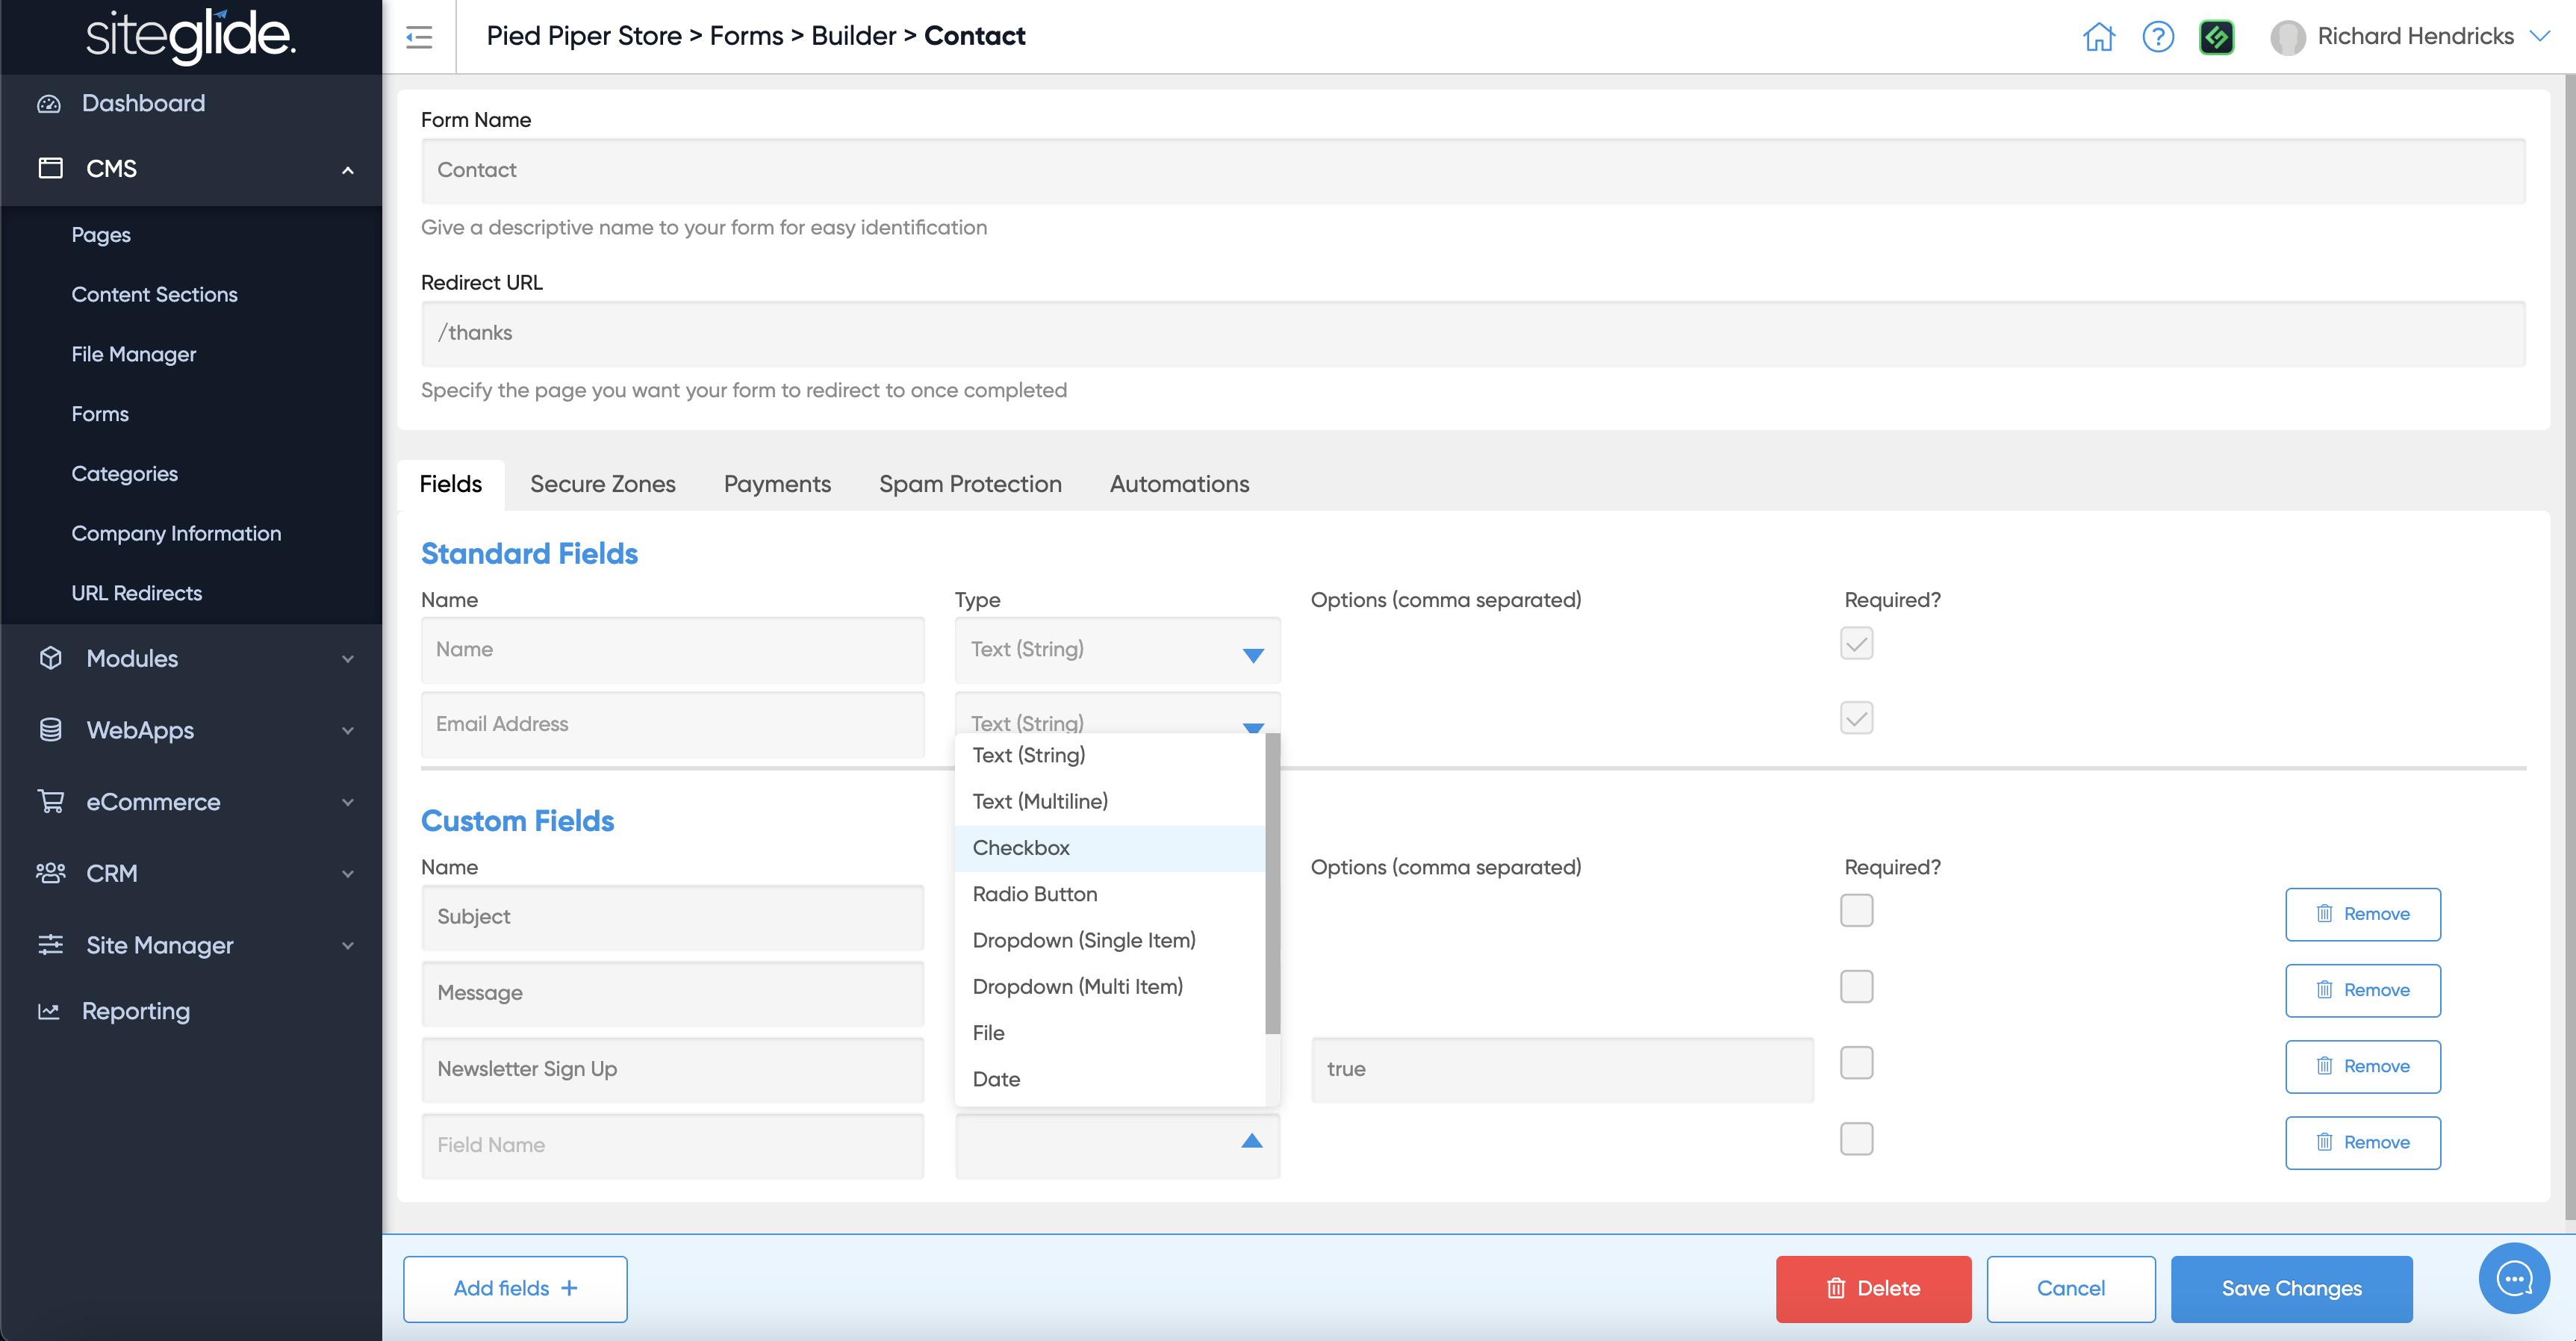 siteglide.
Pied Piper Store > Forms > Builder > Contact
Richard Hendricks
Dashboard
CMS
Pages
Content Sections
File Manager
Forms
Categories
Company Information
URL Redirects
Modules
WebApps
eCommerce
CRM
Site Manager
Reporting
Form Name
Contact
Give a descriptive name to your form for easy identification
Redirect URL
/thanks
Specify the page you want your form to redirect to once completed
Fields
Secure Zones
Payments
Spam Protection
Automations
Standard Fields
Name
Type
Options (comma separated)
Required?
Name
Text (String)
Email Address
Text (String)
Text (String)
Text (Multiline)
Checkbox
Radio Button
Dropdown (Single Item)
Dropdown (Multi Item)
File
Date
Custom Fields
Name
Options (comma separated)
Required?
Subject
Remove
Message
Remove
Newsletter Sign Up
true
Remove
Field Name
Remove
Add fields +
Delete
Cancel
Save Changes